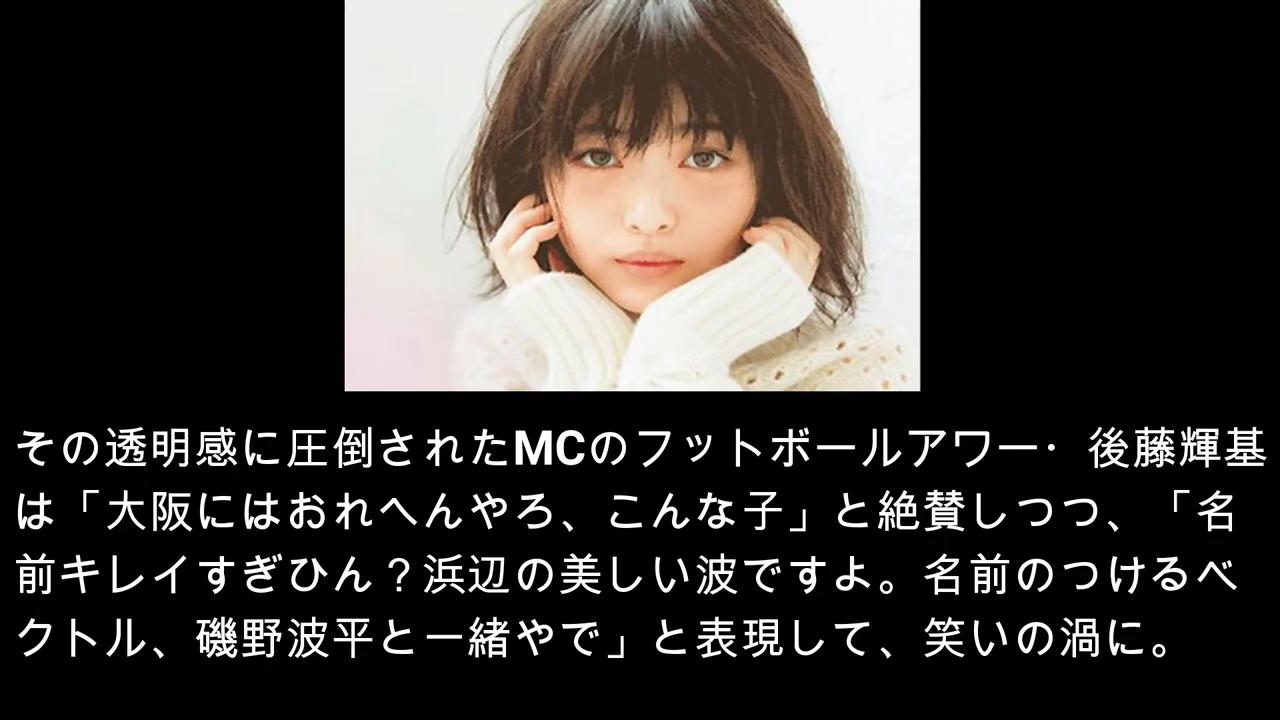 その透明感に圧倒されたMCのフットボールアワー・後藤輝基
は「大阪にはおれへんやろ、こんな子」と絶賛しつつ、「名
前キレイすぎひん？浜辺の美しい波ですよ。名前のつけるベ
クトル、磯野波平と一緒やで」と表現して、笑いの渦に。